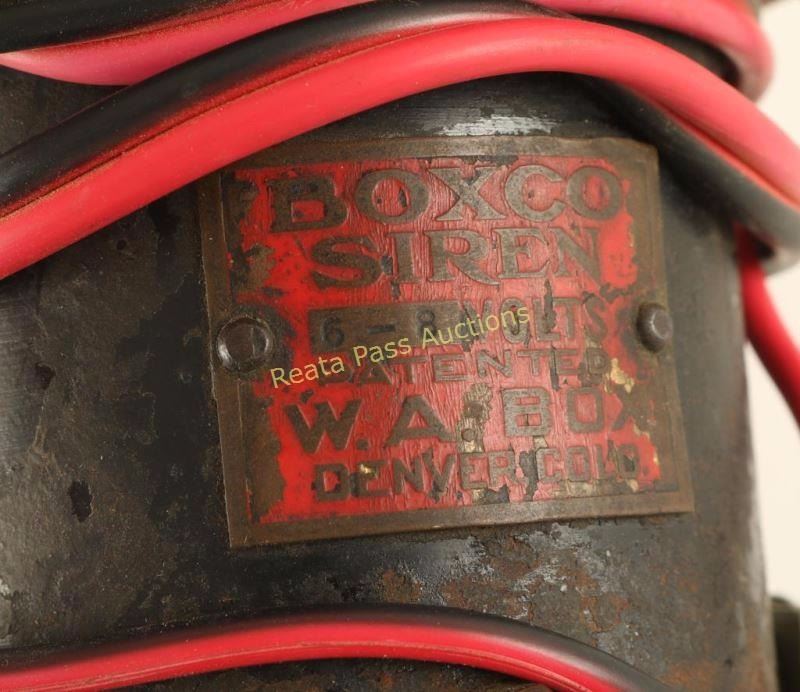 BOXCO
SIREN
6-8 VOLTS
Reata Pass Auctions
PATENTED
W.A. BOX
DENVER, COLO.